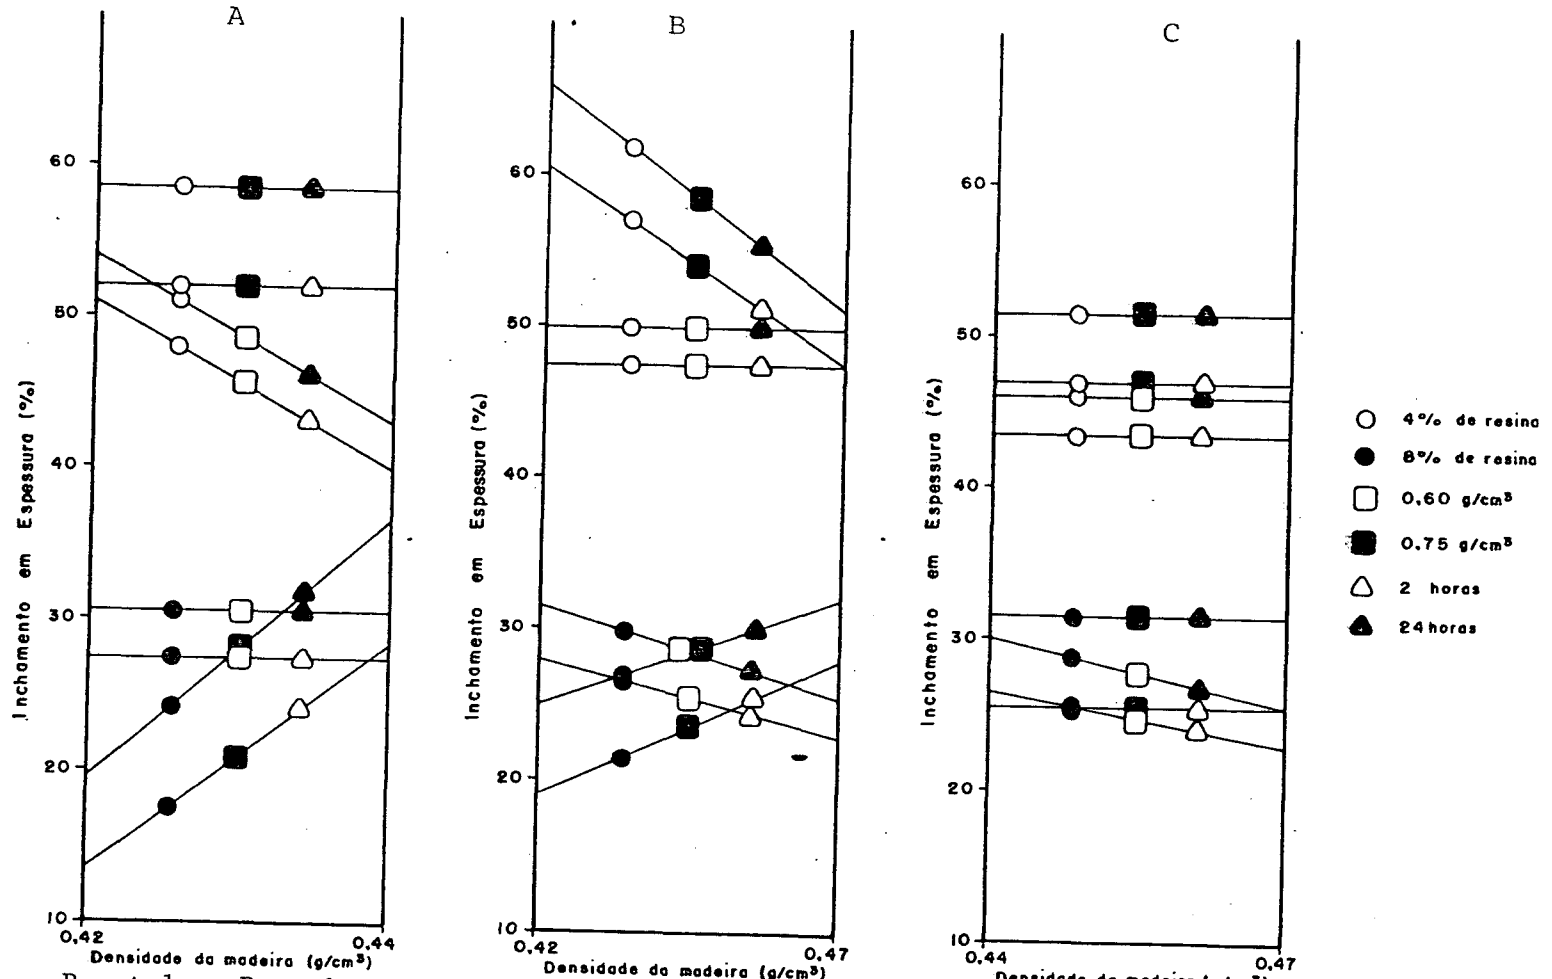 A
60
50
40
30
20
10
0,42
0,44
Inchamento em Espessura (%)
Densidade da madeira (g/cm³)
B
60
50
40
30
20
10
0,42
0,47
Inchamento em Espessura (%)
Densidade da madeira (g/cm³)
C
60
50
40
30
20
10
0,44
0,47
Inchamento em Espessura (%)
Densidade da madeira
4% de resina
8% de resina
0,60 g/cm³
0,75 g/cm³
2 horas
24 horas